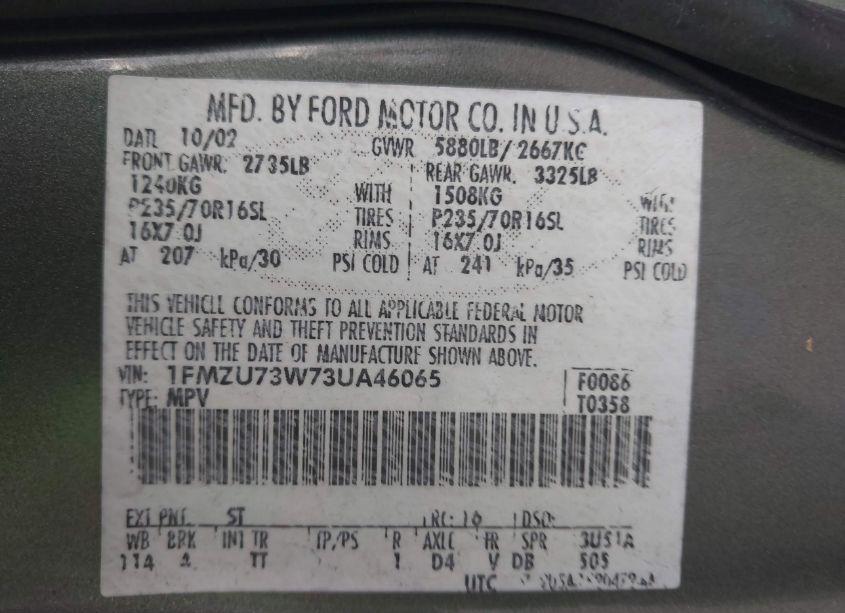 MFD. BY FORD MOTOR CO. IN U.S.A.
DATE 10/02 GVWR 5880LB/ 2667KG
FRONT GAWR: 2735LB REAR GAWR: 3325LB
1240KG WITH 1508KG WITH
P235/70R16SL TIRES P235/70R16SL TIRES
16X7.0J RIMS 16X7.0J RIMS
AT 207 kPa/30 PSI COLD AT 241 kPa/35 PSI COLD
THIS VEHICLE CONFORMS TO ALL APPLICABLE FEDERAL MOTOR
VEHICLE SAFETY AND THEFT PREVENTION STANDARDS IN
EFFECT ON THE DATE OF MANUFACTURE SHOWN ABOVE.
VIN: 1FMZU73W73UA46065 F0086
TYPE: MPV T0358
EXT PNT: ST RC: 16 DSO:
WB BRK INT TR TP/PS R AXLE TR SPR 3U51A
114 4 TT 1 D4 V DB 505
UTC